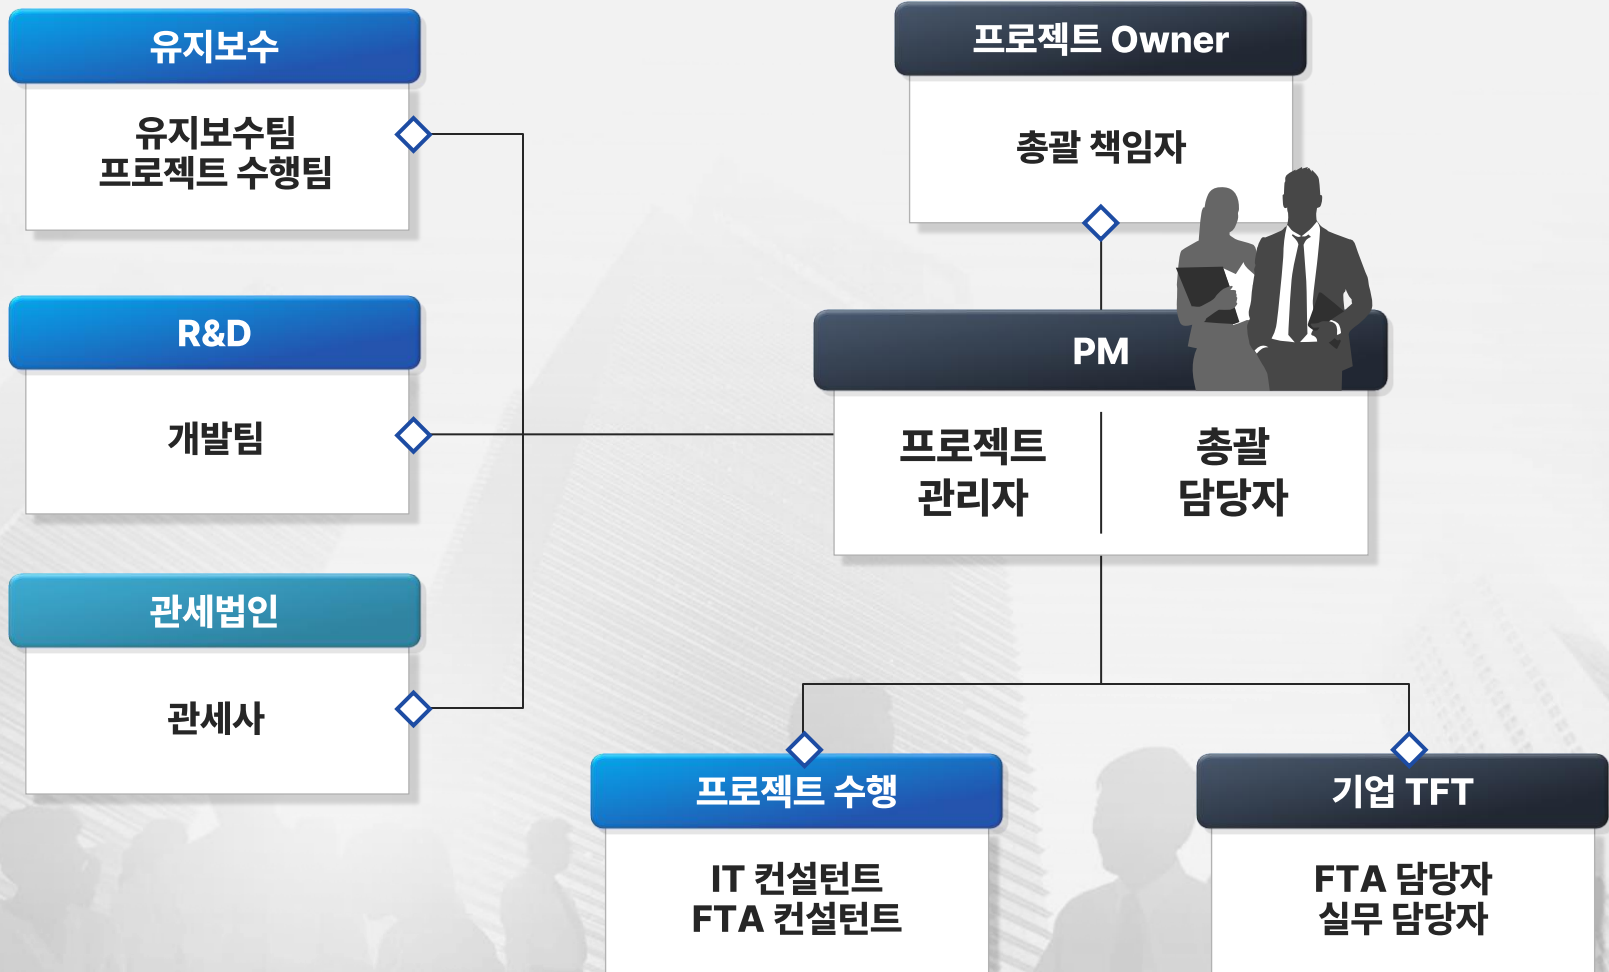 유지보수
유지보수팀
프로젝트 수행팀
R&D
개발팀
관세법인
관세사
프로젝트 Owner
총괄 책임자
PM
프로젝트
관리자
총괄
담당자
프로젝트 수행
IT 컨설턴트
FTA 컨설턴트
기업 TFT
FTA 담당자
실무 담당자